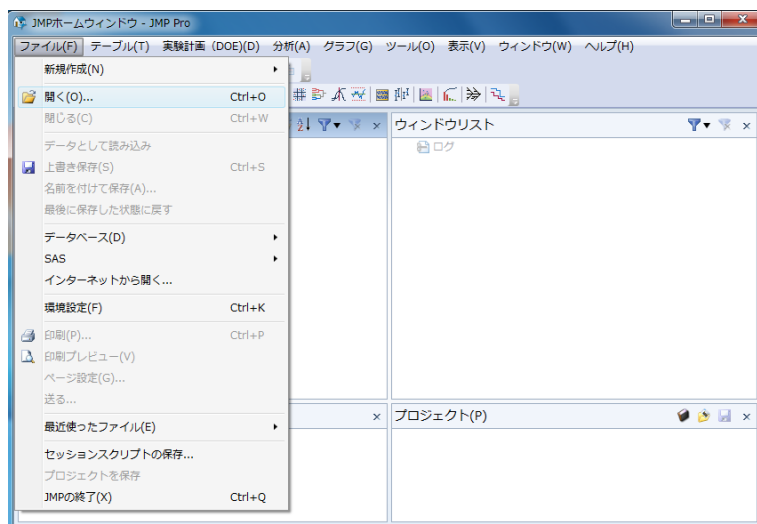 JMPホームウィンドウ - JMP Pro
ファイル(F) テーブル(T) 実験計画 (DOE)(D) 分析(A) グラフ(G) ツール(O) 表示(V) ウィンドウ(W) ヘルプ(H)
新規作成(N)
開く(O)... Ctrl+O
閉じる(C) Ctrl+W
ウィンドウリスト
ログ
データとして読み込み
上書き保存(S) Ctrl+S
名前を付けて保存(A)...
最後に保存した状態に戻す
データベース(D)
SAS
インターネットから開く...
環境設定(F) Ctrl+K
印刷(P)... Ctrl+P
印刷プレビュー(V)
ページ設定(G)...
送る...
最近使ったファイル(E)
プロジェクト(P)
セッションスクリプトの保存...
プロジェクトを保存
JMPの終了(X) Ctrl+Q